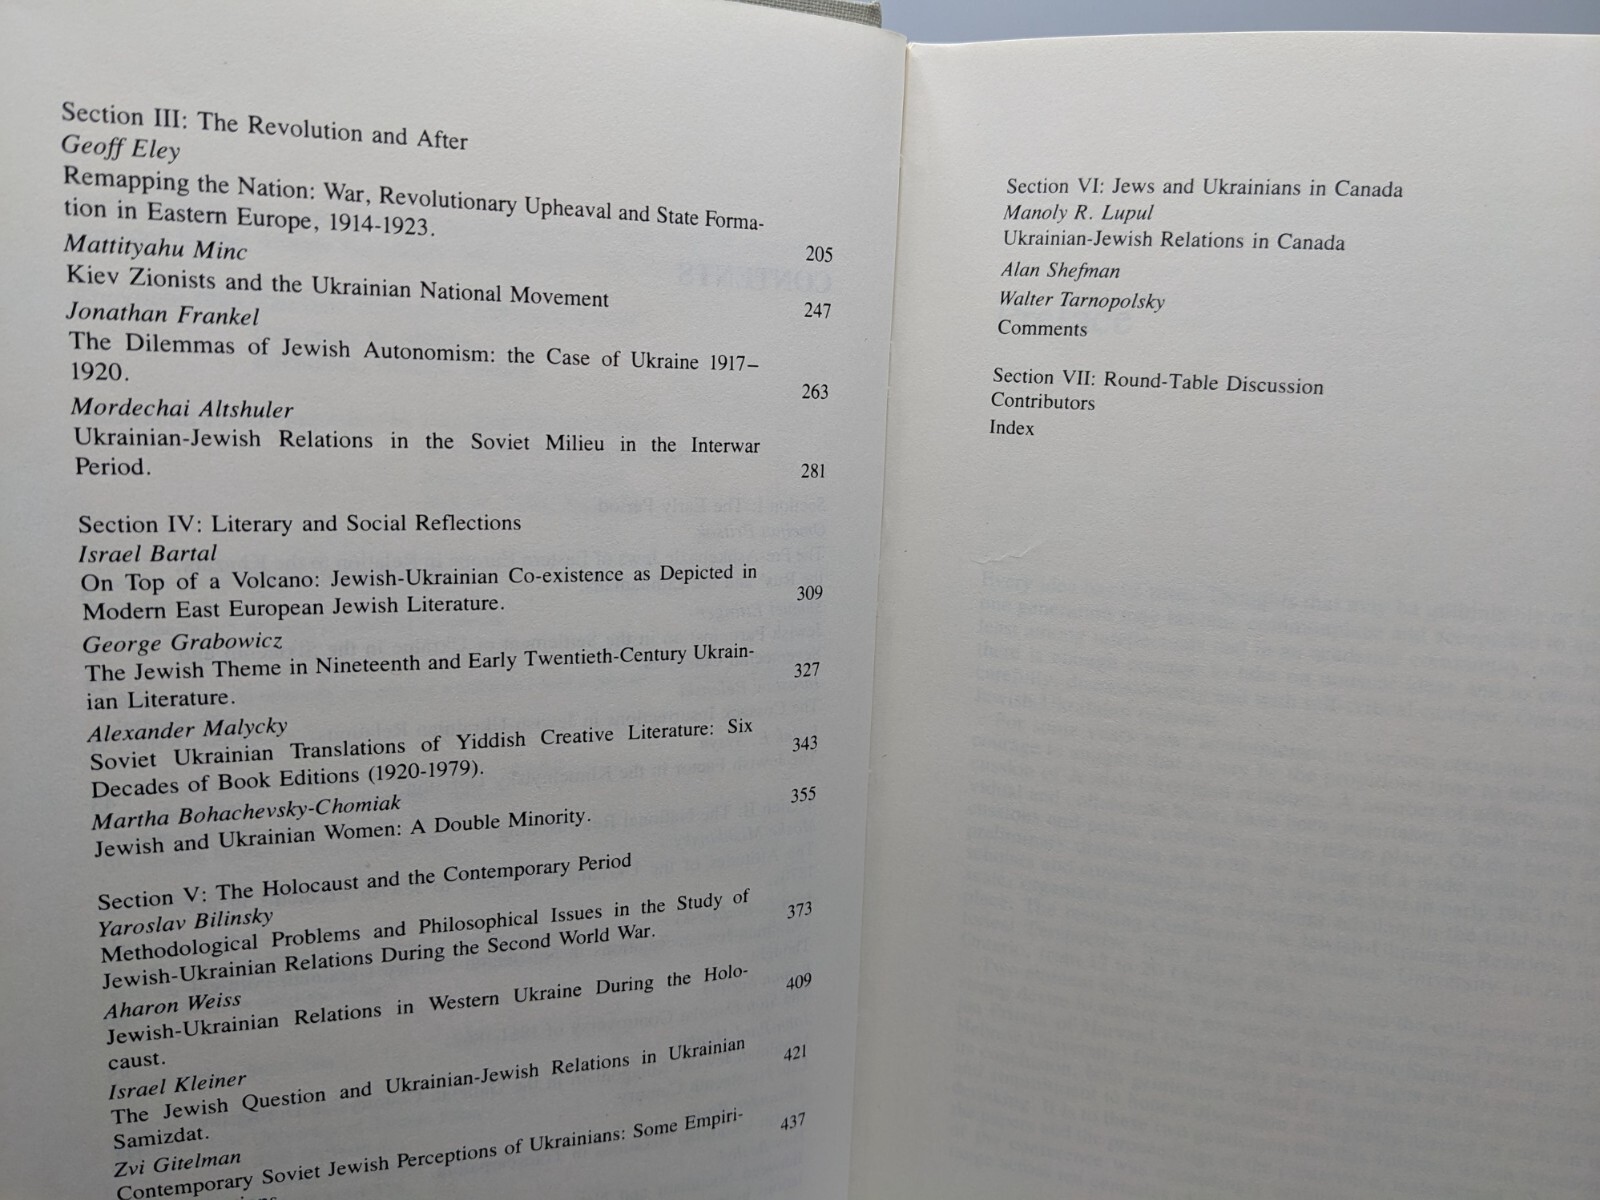 Section III: The Revolution and After
Geoff Eley
Remapping the Nation: War, Revolutionary Upheaval and State Forma-
tion in Eastern Europe, 1914-1923. 205
Mattityahu Minc
Kiev Zionists and the Ukrainian National Movement 247
Jonathan Frankel
The Dilemmas of Jewish Autonomism: the Case of Ukraine 1917–
1920. 263
Mordechai Altshuler
Ukrainian-Jewish Relations in the Soviet Milieu in the Interwar
Period. 281
Section IV: Literary and Social Reflections
Israel Bartal
On Top of a Volcano: Jewish-Ukrainian Co-existence as Depicted in
Modern East European Jewish Literature. 309
George Grabowicz
The Jewish Theme in Nineteenth and Early Twentieth-Century Ukrain-
ian Literature. 327
Alexander Malycky
Soviet Ukrainian Translations of Yiddish Creative Literature: Six
Decades of Book Editions (1920-1979). 343
Martha Bohachevsky-Chomiak
Jewish and Ukrainian Women: A Double Minority. 355
Section V: The Holocaust and the Contemporary Period
Yaroslav Bilinsky
Methodological Problems and Philosophical Issues in the Study of
Jewish-Ukrainian Relations During the Second World War. 373
Aharon Weiss
Jewish-Ukrainian Relations in Western Ukraine During the Holo-
caust. 409
Israel Kleiner
The Jewish Question and Ukrainian-Jewish Relations in Ukrainian
Samizdat. 421
Zvi Gitelman
Contemporary Soviet Jewish Perceptions of Ukrainians: Some Empiri-
437
Section VI: Jews and Ukrainians in Canada
Manoly R. Lupul
Ukrainian-Jewish Relations in Canada
Alan Shefman
Walter Tarnopolsky
Comments
Section VII: Round-Table Discussion
Contributors
Index